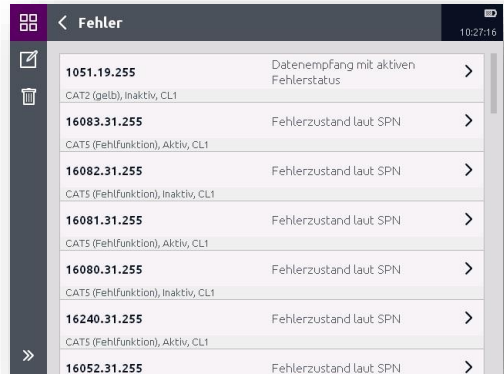 Fehler
10:27:16
1051.19.255
Datenempfang mit aktiven
Fehlerstatus
CAT2 (gelb), Inaktiv, CL1
16083.31.255
Fehlerzustand laut SPN
CAT5 (Fehlfunktion), Aktiv, CL1
16082.31.255
Fehlerzustand laut SPN
CAT5 (Fehlfunktion), Inaktiv, CL1
16081.31.255
Fehlerzustand laut SPN
CAT5 (Fehlfunktion), Aktiv, CL1
16080.31.255
Fehlerzustand laut SPN
CAT5 (Fehlfunktion), Inaktiv, CL1
16240.31.255
Fehlerzustand laut SPN
CAT5 (Fehlfunktion), Aktiv, CL1
16052.31.255
Fehlerzustand laut SPN